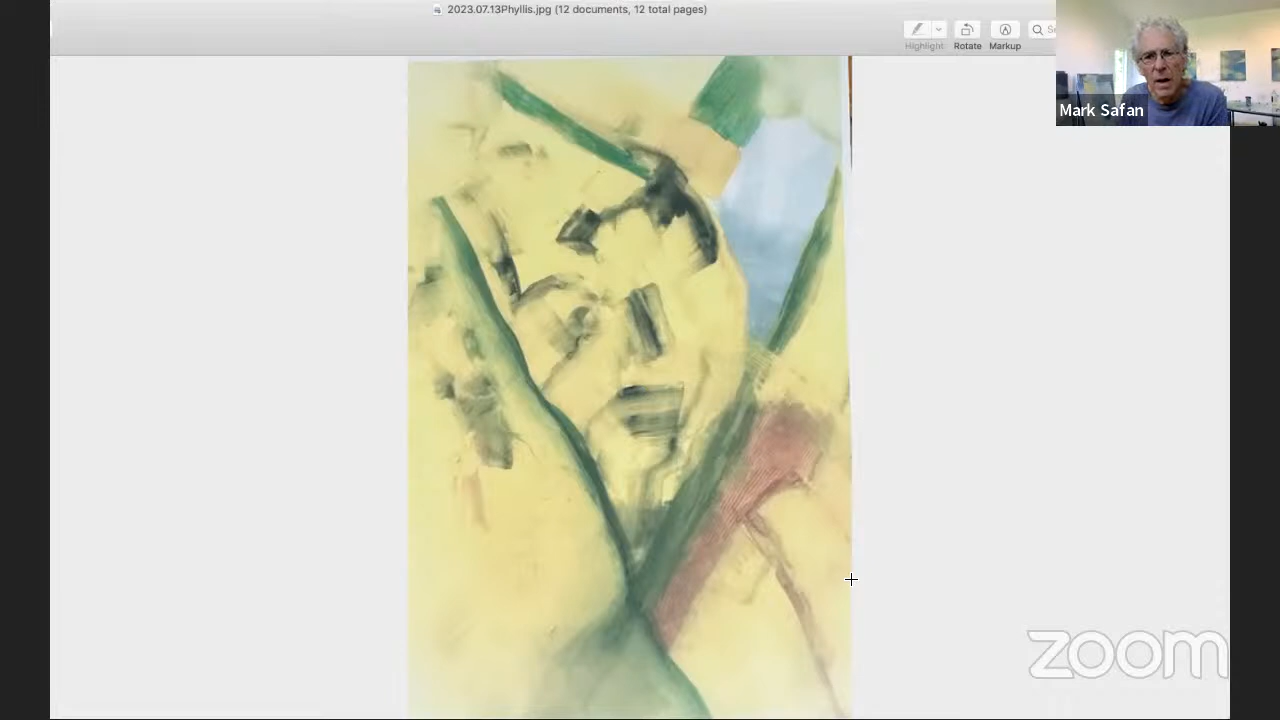 2023.07.13Phyllis.jpg (12 documents, 12 total pages)
Highlight
Rotate
Markup
Mark Safan
zoom